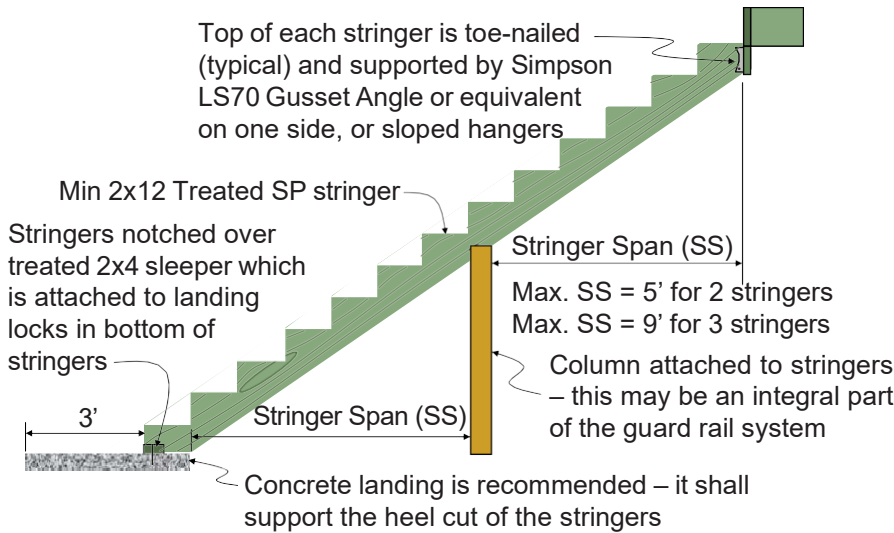 Top of each stringer is toe-nailed
(typical) and supported by Simpson
LS70 Gusset Angle or equivalent
on one side, or sloped hangers
Min 2x12 Treated SP stringer
Stringers notched over
treated 2x4 sleeper which
is attached to landing
locks in bottom of
stringers
Stringer Span (SS)
Max. SS = 5’ for 2 stringers
Max. SS = 9’ for 3 stringers
Column attached to stringers
– this may be an integral part
of the guard rail system
3’
Stringer Span (SS)
Concrete landing is recommended – it shall
support the heel cut of the stringers